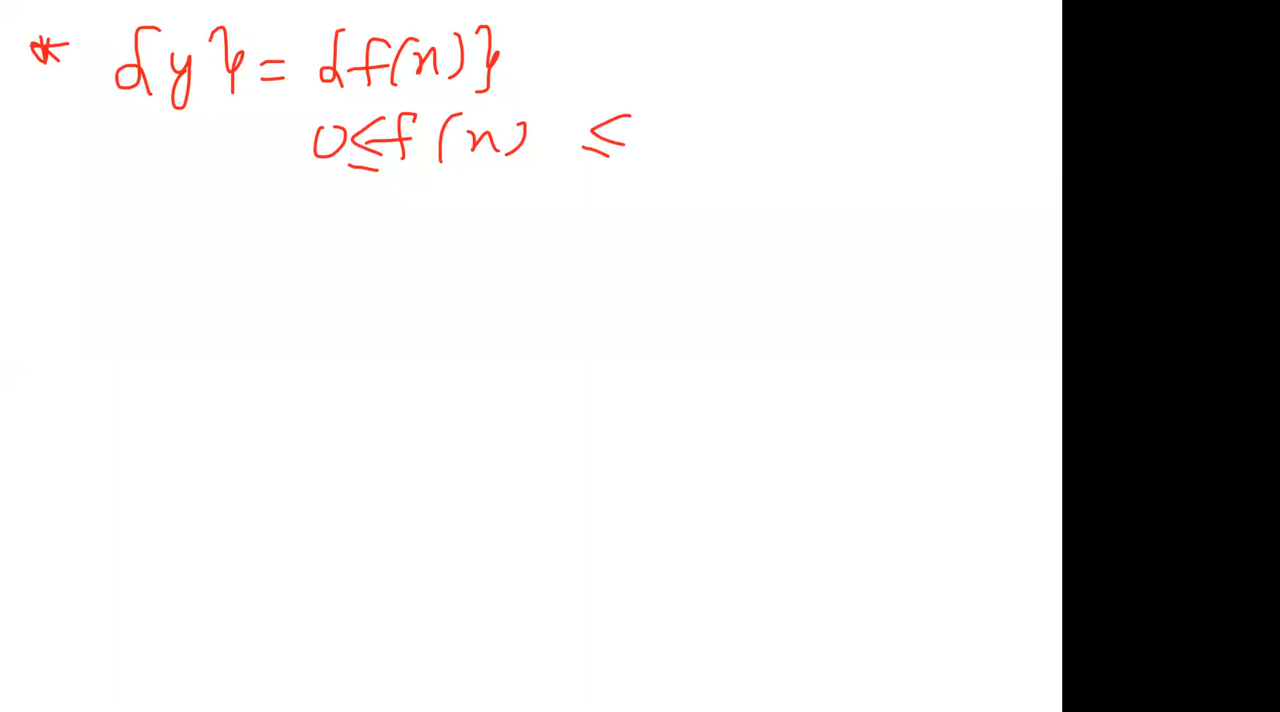 * {y} = {f(x)}
0 ≤ f(x) ≤